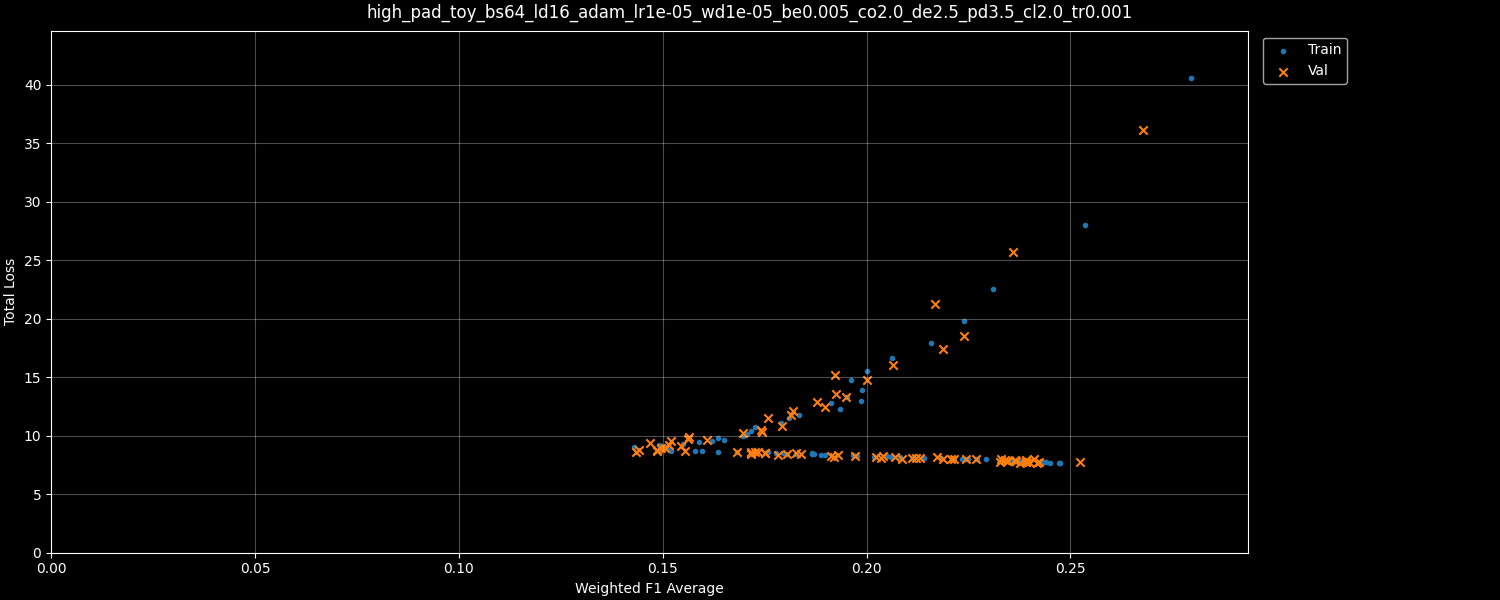 high_pad_toy_bs64_ld16_adam_lr1e-05_wd1e-05_be0.005_co2.0_de2.5_pd3.5_cl2.0_tr0.001
Train
Val
40
35
30
25
20
15
10
5
0
Total Loss
0.00 0.05 0.10 0.15 0.20 0.25
Weighted F1 Average